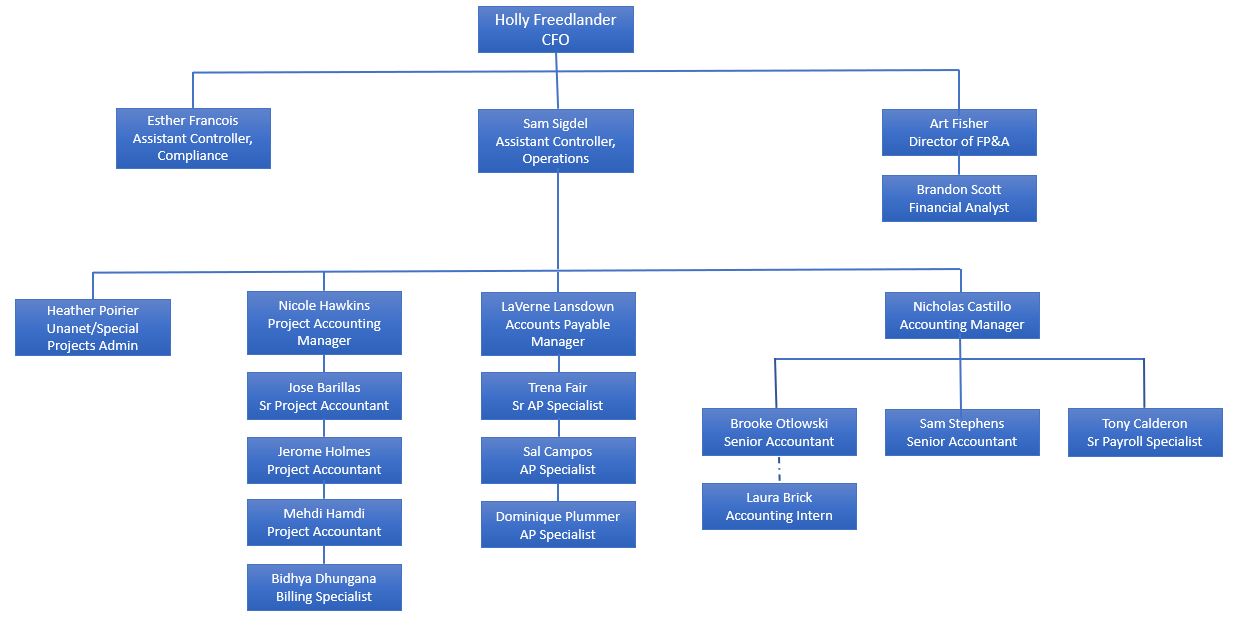 Holly Freedlander
CFO
Esther Francois
Assistant Controller,
Compliance
Sam Sigdel
Assistant Controller,
Operations
Art Fisher
Director of FP&A
Brandon Scott
Financial Analyst
Heather Poirier
Unanet/Special
Projects Admin
Nicole Hawkins
Project Accounting
Manager
Jose Barillas
Sr Project Accountant
Jerome Holmes
Project Accountant
Mehdi Hamdi
Project Accountant
Bidhya Dhungana
Billing Specialist
LaVerne Lansdown
Accounts Payable
Manager
Trena Fair
Sr AP Specialist
Sal Campos
AP Specialist
Dominique Plummer
AP Specialist
Nicholas Castillo
Accounting Manager
Brooke Otlowski
Senior Accountant
Laura Brick
Accounting Intern
Sam Stephens
Senior Accountant
Tony Calderon
Sr Payroll Specialist